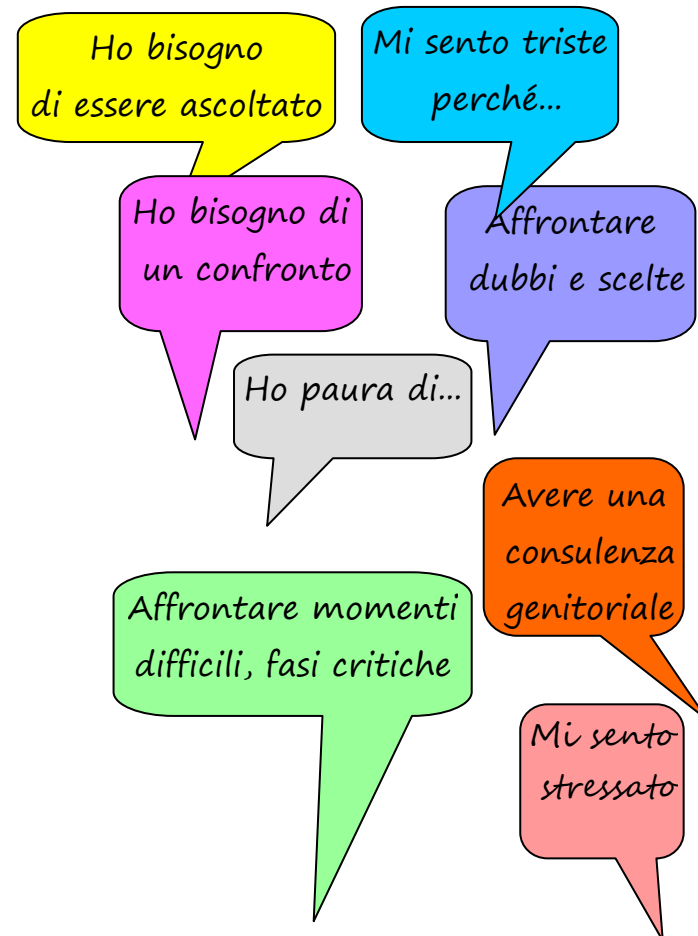 Ho bisogno
di essere ascoltato
Mi sento triste
perché...
Ho bisogno di
un confronto
Affrontare
dubbi e scelte
Ho paura di...
Avere una
consulenza
genitoriale
Affrontare momenti
difficili, fasi critiche
Mi sento
stressato